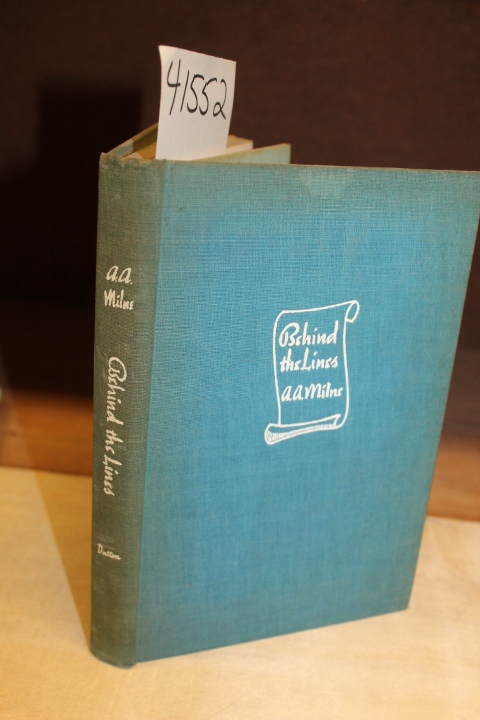 41552
a.a.
Milne
Behind the Lines
Dutton
Behind
the Lines
A.A. Milne